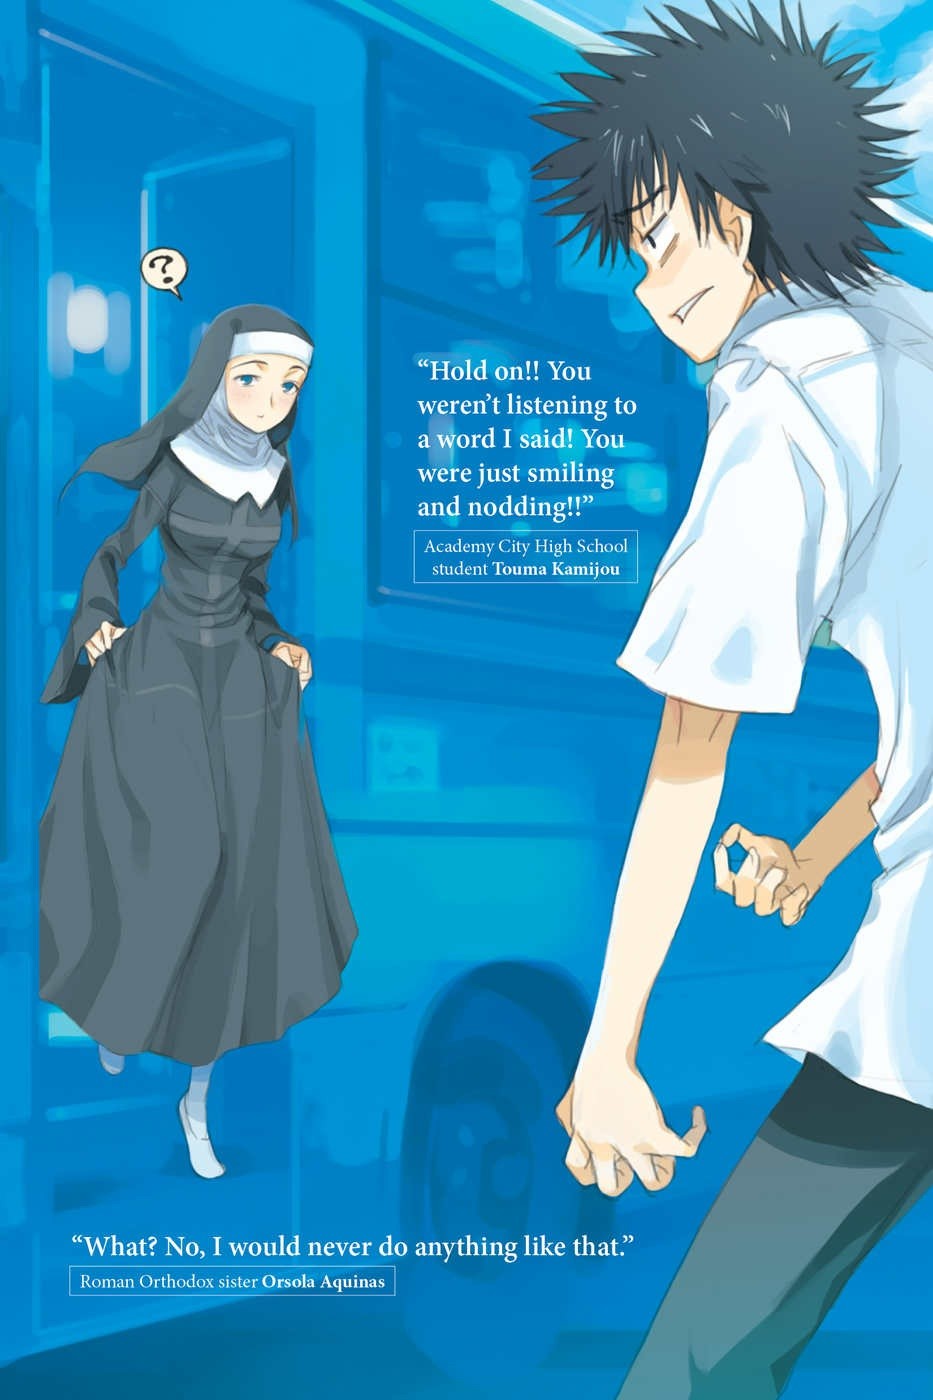 ?
“Hold on!! You
weren’t listening to
a word I said! You
were just smiling
and nodding!!”
Academy City High School
student Touma Kamijou
“What? No, I would never do anything like that.”
Roman Orthodox sister Orsola Aquinas